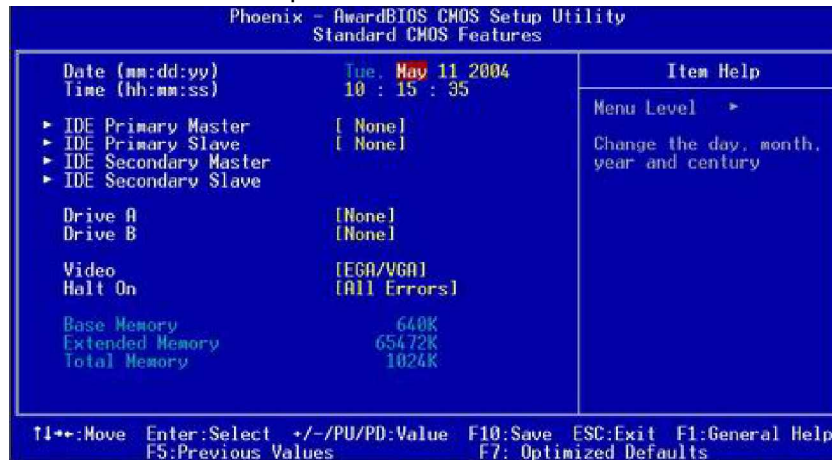 Phoenix - AwardBIOS CMOS Setup Utility
Standard CMOS Features
Date (mm:dd:yy) Tue, May 11 2004
Time (hh:mm:ss) 10 : 15 : 35
► IDE Primary Master [ None]
► IDE Primary Slave [ None]
► IDE Secondary Master
► IDE Secondary Slave
Drive A [None]
Drive B [None]
Video [EGA/VGA]
Halt On [All Errors]
Base Memory 640K
Extended Memory 65472K
Total Memory 1024K
Item Help
Menu Level ►
Change the day, month,
year and century
↑↓→←:Move Enter:Select +/-/PU/PD:Value F10:Save ESC:Exit F1:General Help
F5:Previous Values F7: Optimized Defaults